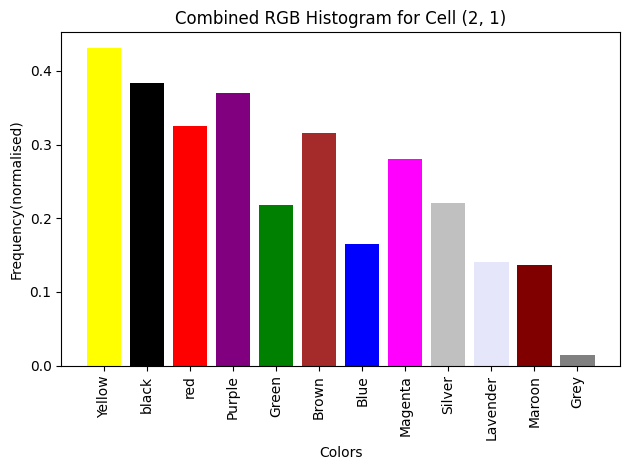 Combined RGB Histogram for Cell (2, 1)
Frequency(normalised)
0.4
0.3
0.2
0.1
0.0
Yellow
black
red
Purple
Green
Brown
Blue
Magenta
Silver
Lavender
Maroon
Grey
Colors